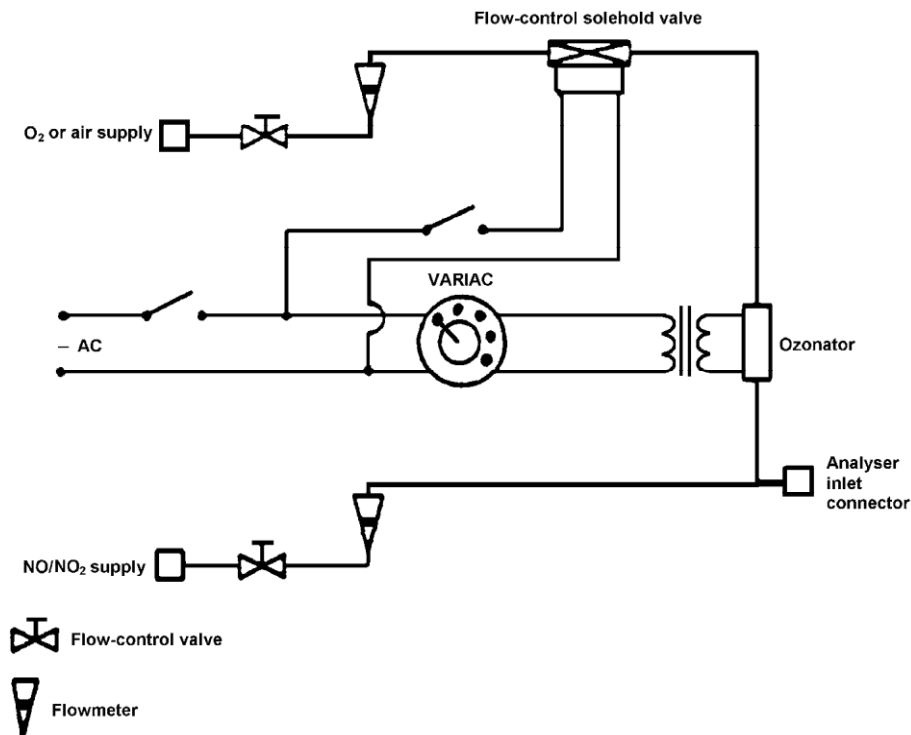 Flow-control solehold valve
O₂ or air supply
VARIAC
– AC
Ozonator
Analyser
inlet
connector
NO/NO₂ supply
Flow-control valve
Flowmeter